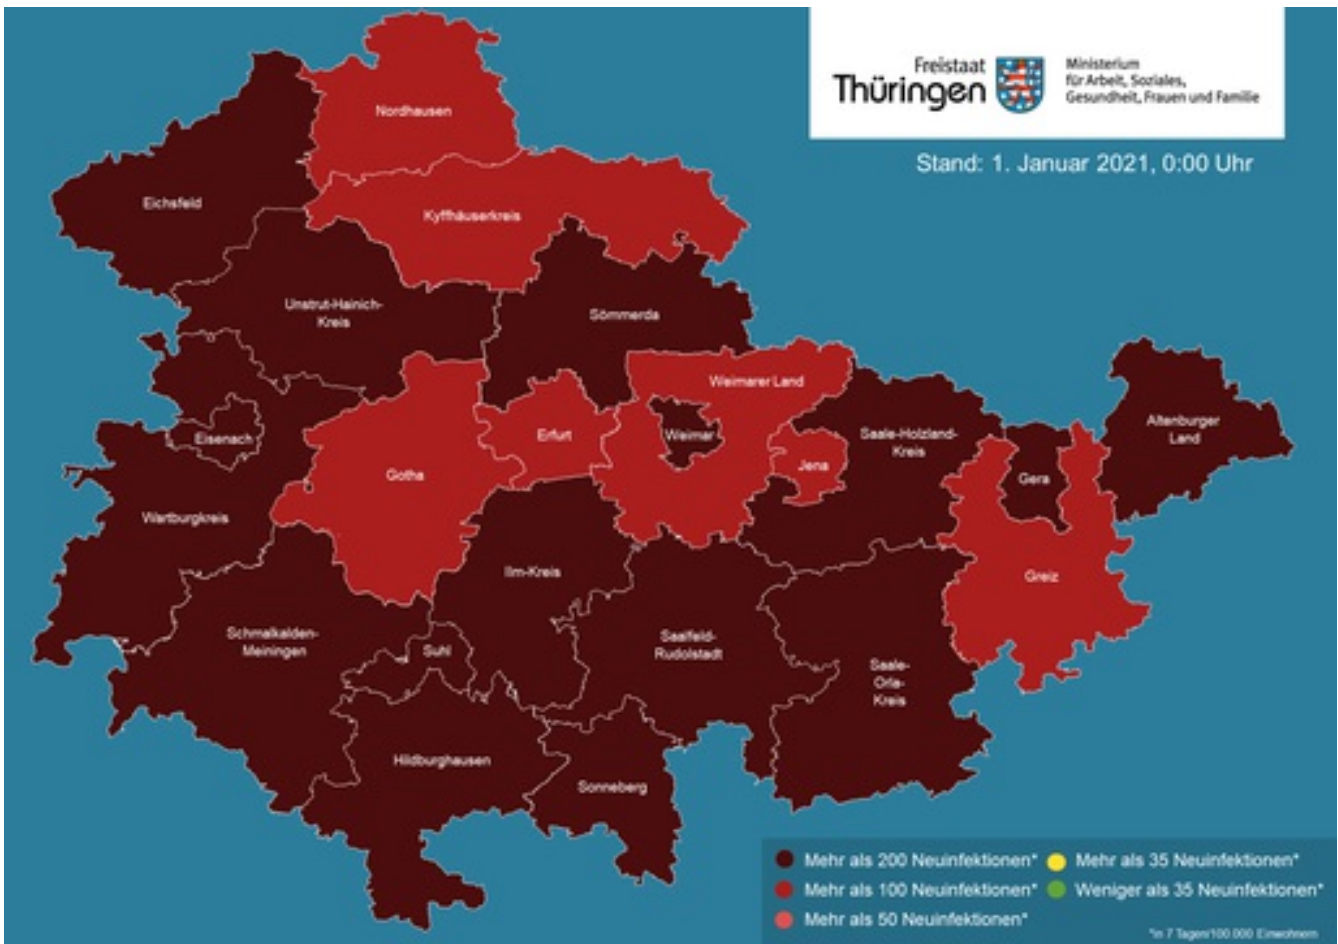 Freistaat
Thüringen
Ministerium
für Arbeit, Soziales,
Gesundheit, Frauen und Familie
Stand: 1. Januar 2021, 0:00 Uhr
Nordhausen
Eichsfeld
Kyffhäuserkreis
Unstrut-Hainich-
Kreis
Sömmerda
Weimarer Land
Eisenach
Gotha
Erfurt
Weimar
Jena
Saale-Holzland-
Kreis
Gera
Altenburger
Land
Wartburgkreis
Ilm-Kreis
Greiz
Schmalkalden-
Meiningen
Suhl
Saalfeld-
Rudolstadt
Saale-
Orla-
Kreis
Hildburghausen
Sonneberg
Mehr als 200 Neuinfektionen*
Mehr als 100 Neuinfektionen*
Mehr als 50 Neuinfektionen*
Mehr als 35 Neuinfektionen*
Weniger als 35 Neuinfektionen*
*in 7 Tagen/100.000 Einwohnern